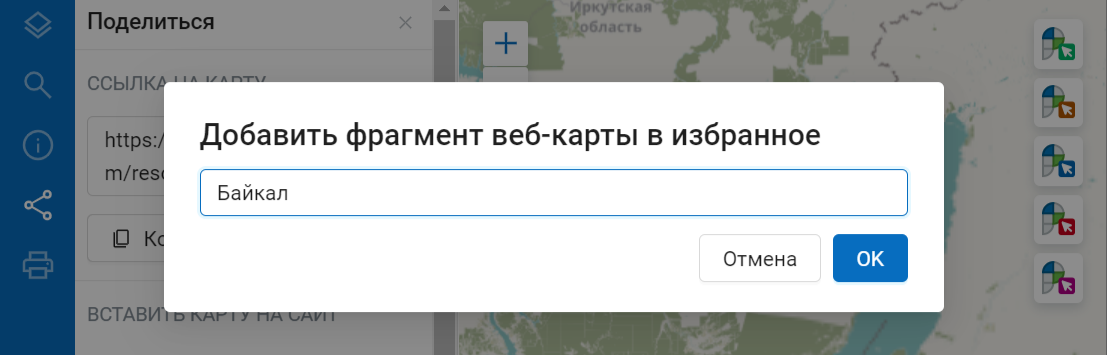 Поделиться
Иркутская
область
ССЫЛКА НА КАРТУ
https:/
m/reso
Добавить фрагмент веб-карты в избранное
Байкал
Отмена
OK
Ко
ВСТАВИТЬ КАРТУ НА САЙТ